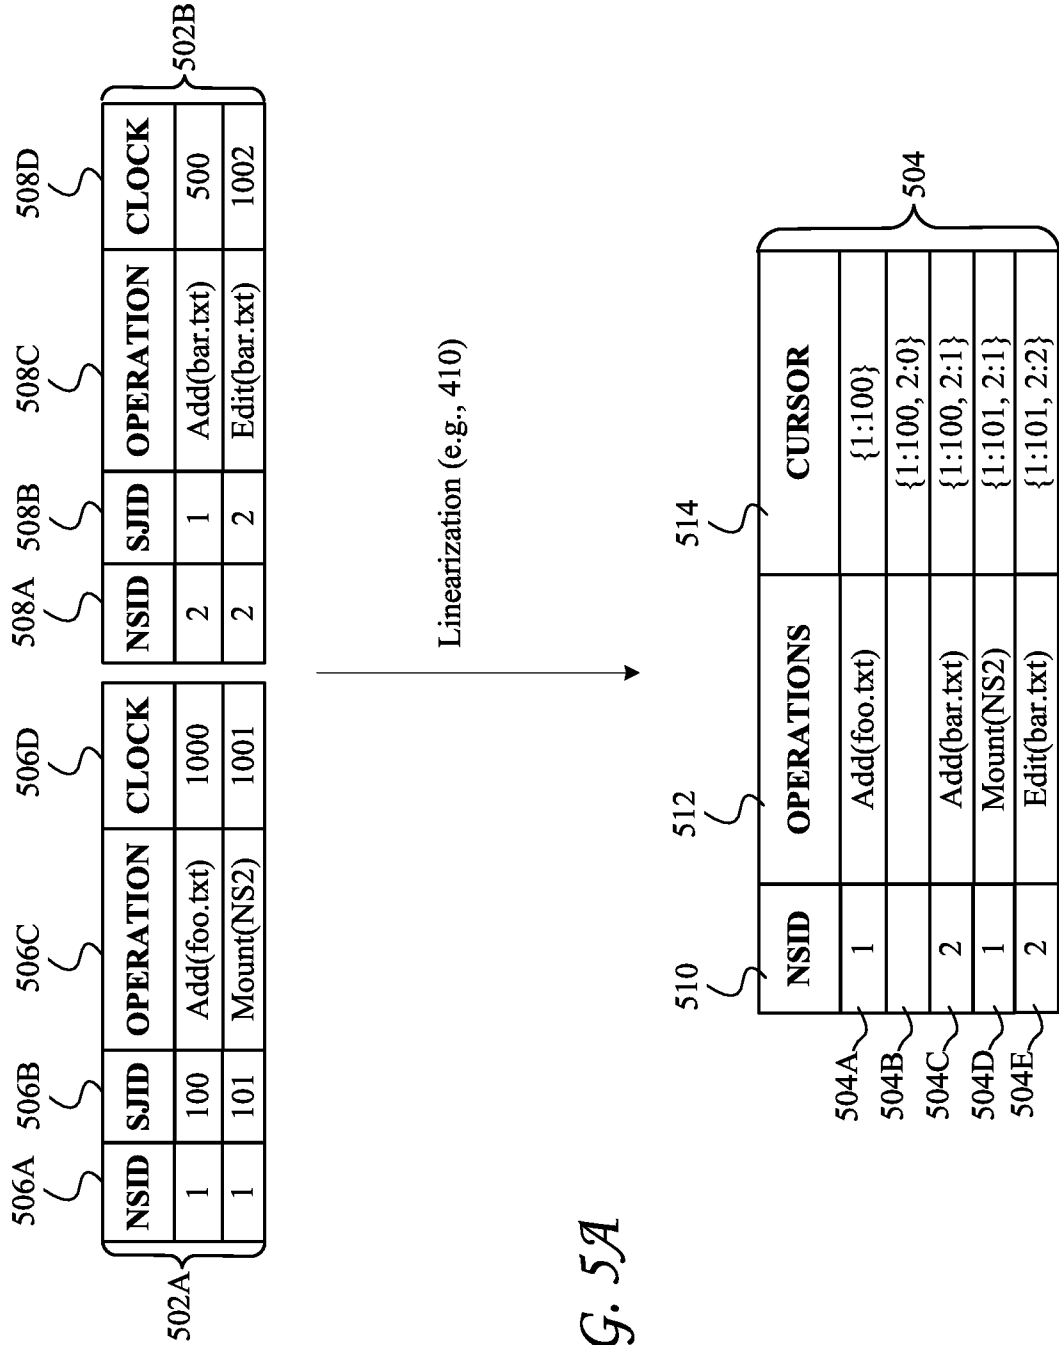 506A 506B 506C 506D 508A 508B 508C 508D
NSID SJID OPERATION CLOCK NSID SJID OPERATION CLOCK
1 100 Add(foo.txt) 1000 2 1 Add(bar.txt) 500
1 101 Mount(NS2) 1001 2 2 Edit(bar.txt) 1002
502A 502B
Linearization (e.g., 410)
G. 5A
510 512 514
NSID OPERATIONS CURSOR
504A 1 Add(foo.txt) {1:100}
504B {1:100, 2:0}
504C 2 Add(bar.txt) {1:100, 2:1}
504D 1 Mount(NS2) {1:101, 2:1}
504E 2 Edit(bar.txt) {1:101, 2:2}
504